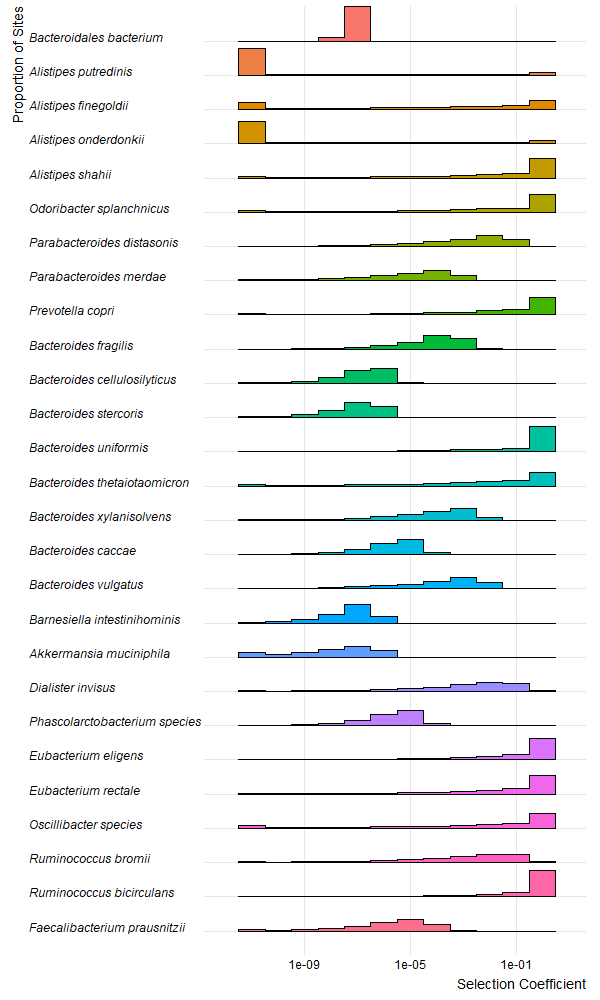 Proportion of Sites
Bacteroidales bacterium
Alistipes putredinis
Alistipes finegoldii
Alistipes onderdonkii
Alistipes shahii
Odoribacter splanchnicus
Parabacteroides distasonis
Parabacteroides merdae
Prevotella copri
Bacteroides fragilis
Bacteroides cellulosilyticus
Bacteroides stercoris
Bacteroides uniformis
Bacteroides thetaiotaomicron
Bacteroides xylanisolvens
Bacteroides caccae
Bacteroides vulgatus
Barnesiella intestinihominis
Akkermansia muciniphila
Dialister invisus
Phascolarctobacterium species
Eubacterium eligens
Eubacterium rectale
Oscillibacter species
Ruminococcus bromii
Ruminococcus bicirculans
Faecalibacterium prausnitzii
1e-09 1e-05 1e-01
Selection Coefficient